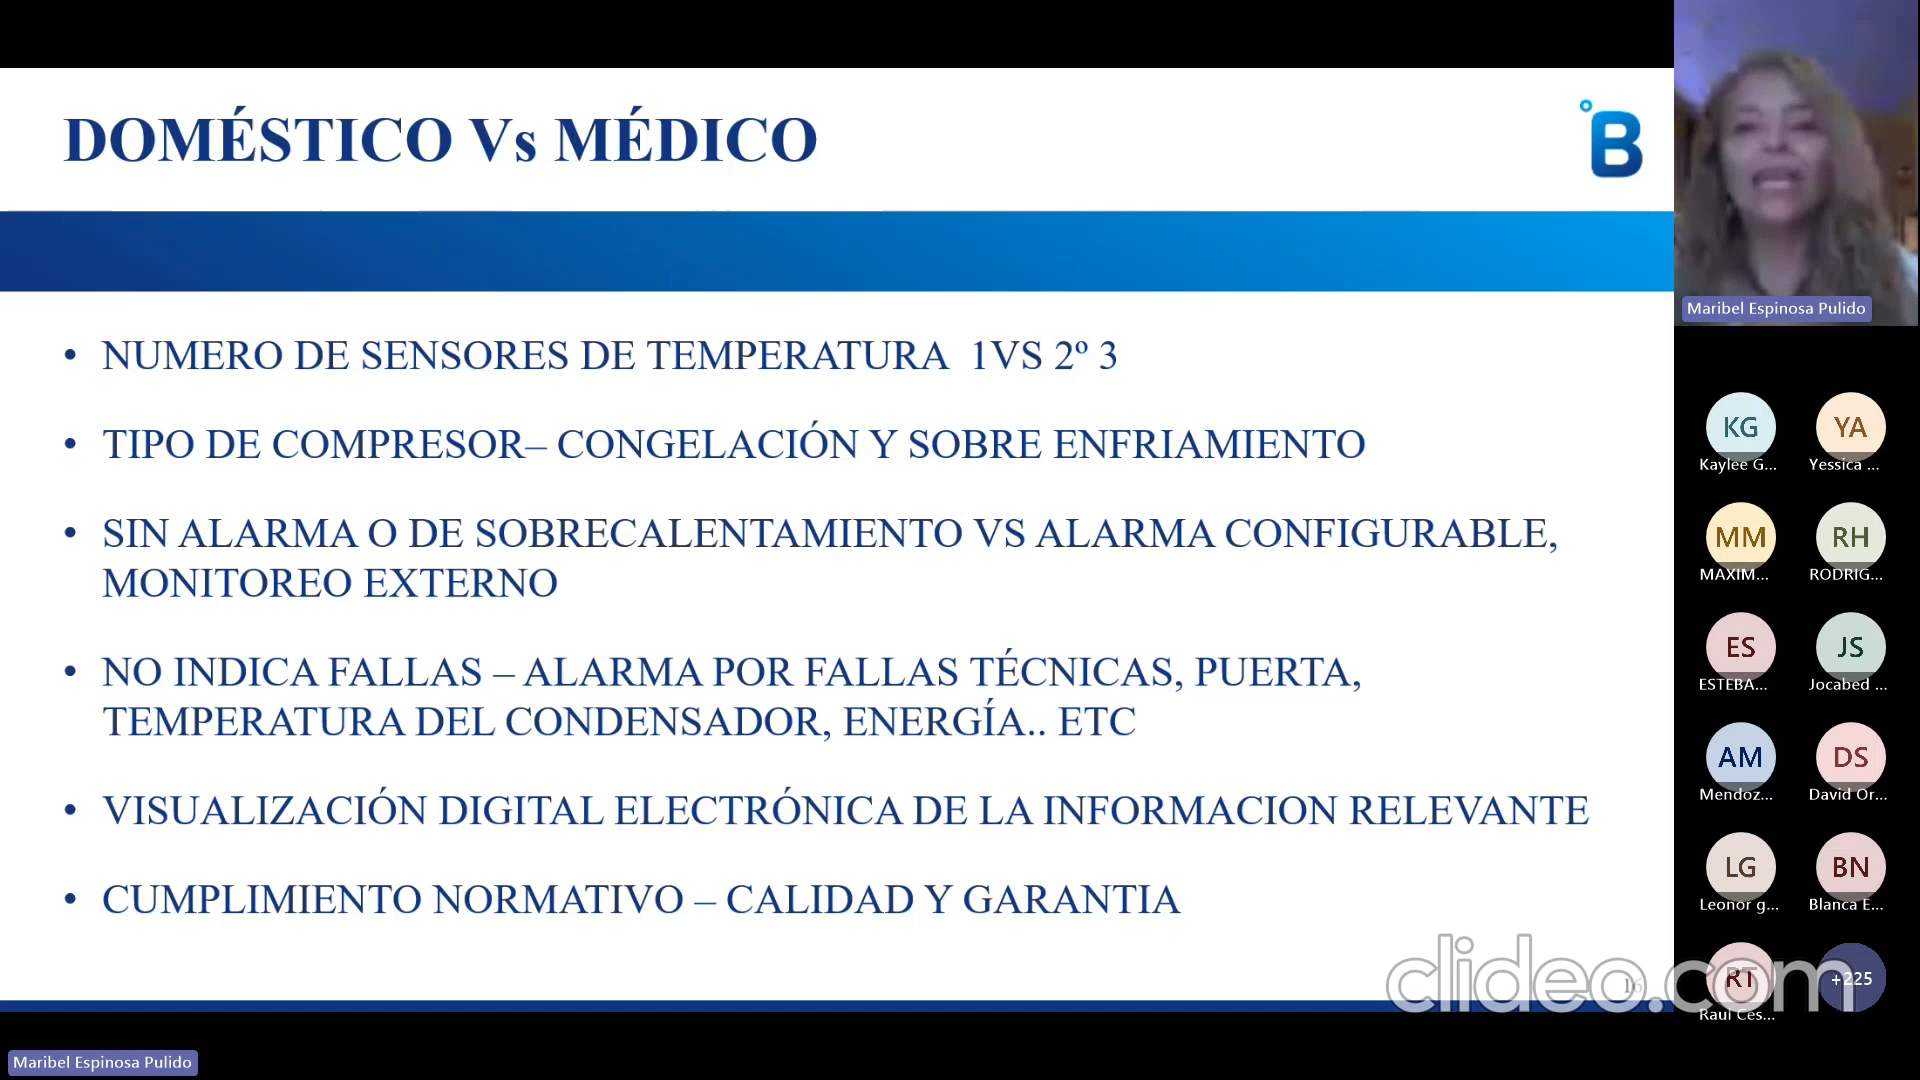 DOMÉSTICO Vs MÉDICO
B
• NUMERO DE SENSORES DE TEMPERATURA 1VS 2º 3
• TIPO DE COMPRESOR– CONGELACIÓN Y SOBRE ENFRIAMIENTO
• SIN ALARMA O DE SOBRECALENTAMIENTO VS ALARMA CONFIGURABLE,
MONITOREO EXTERNO
• NO INDICA FALLAS – ALARMA POR FALLAS TÉCNICAS, PUERTA,
TEMPERATURA DEL CONDENSADOR, ENERGÍA.. ETC
• VISUALIZACIÓN DIGITAL ELECTRÓNICA DE LA INFORMACION RELEVANTE
• CUMPLIMIENTO NORMATIVO – CALIDAD Y GARANTIA
16
clideo.com
Maribel Espinosa Pulido
Maribel Espinosa Pulido
KG YA
Kaylee G... Yessica ...
MM RH
MAXIM... RODRIG...
ES JS
ESTEBA... Jocabed ...
AM DS
Mendoz... David Or...
LG BN
Leonor g... Blanca E...
RT +225
Raul Ces...